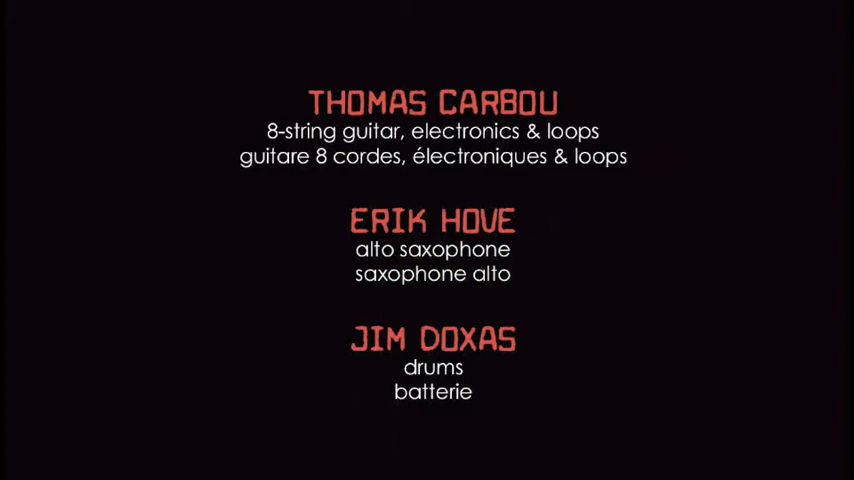 THOMAS CARBOU
8-string guitar, electronics & loops
guitare 8 cordes, électroniques & loops
ERIK HOVE
alto saxophone
saxophone alto
JIM DOXAS
drums
batterie